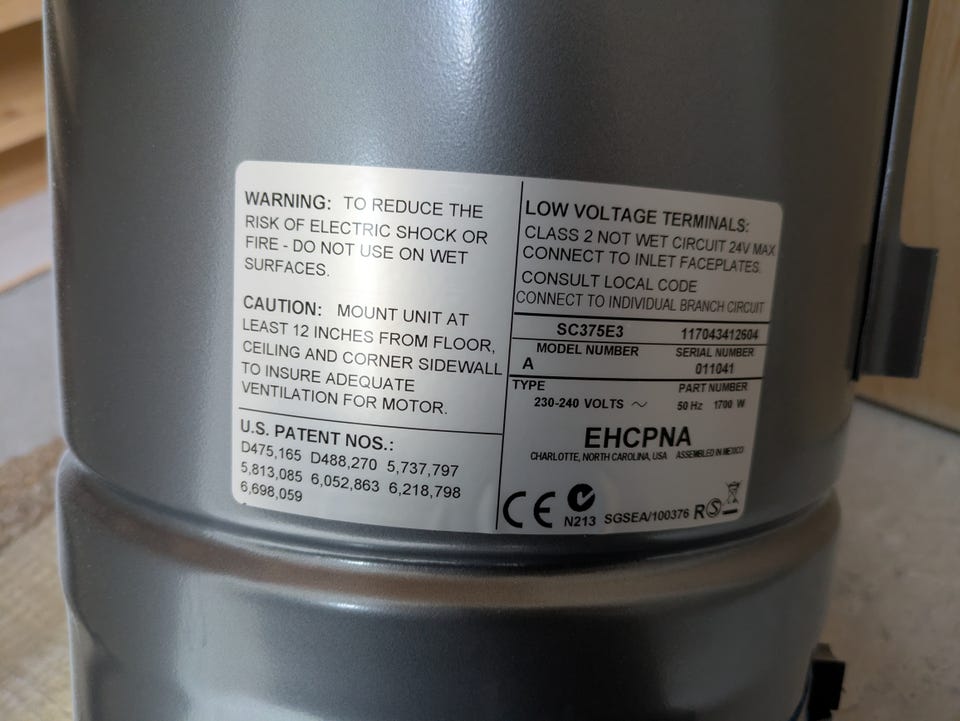 WARNING: TO REDUCE THE
RISK OF ELECTRIC SHOCK OR
FIRE - DO NOT USE ON WET
SURFACES.
CAUTION: MOUNT UNIT AT
LEAST 12 INCHES FROM FLOOR,
CEILING AND CORNER SIDEWALL
TO INSURE ADEQUATE
VENTILATION FOR MOTOR.
U.S. PATENT NOS.:
D475,165 D488,270 5,737,797
5,813,085 6,052,863 6,218,798
6,698,059
LOW VOLTAGE TERMINALS:
CLASS 2 NOT WET CIRCUIT 24V MAX
CONNECT TO INLET FACEPLATES.
CONSULT LOCAL CODE
CONNECT TO INDIVIDUAL BRANCH CIRCUIT
SC375E3 117043412604
MODEL NUMBER SERIAL NUMBER
A 011041
TYPE PART NUMBER
230-240 VOLTS ~ 50 Hz 1700 W
EHCPNA
CHARLOTTE, NORTH CAROLINA, USA ASSEMBLED IN MEXICO
CE N213 SGSEA/100376 R S